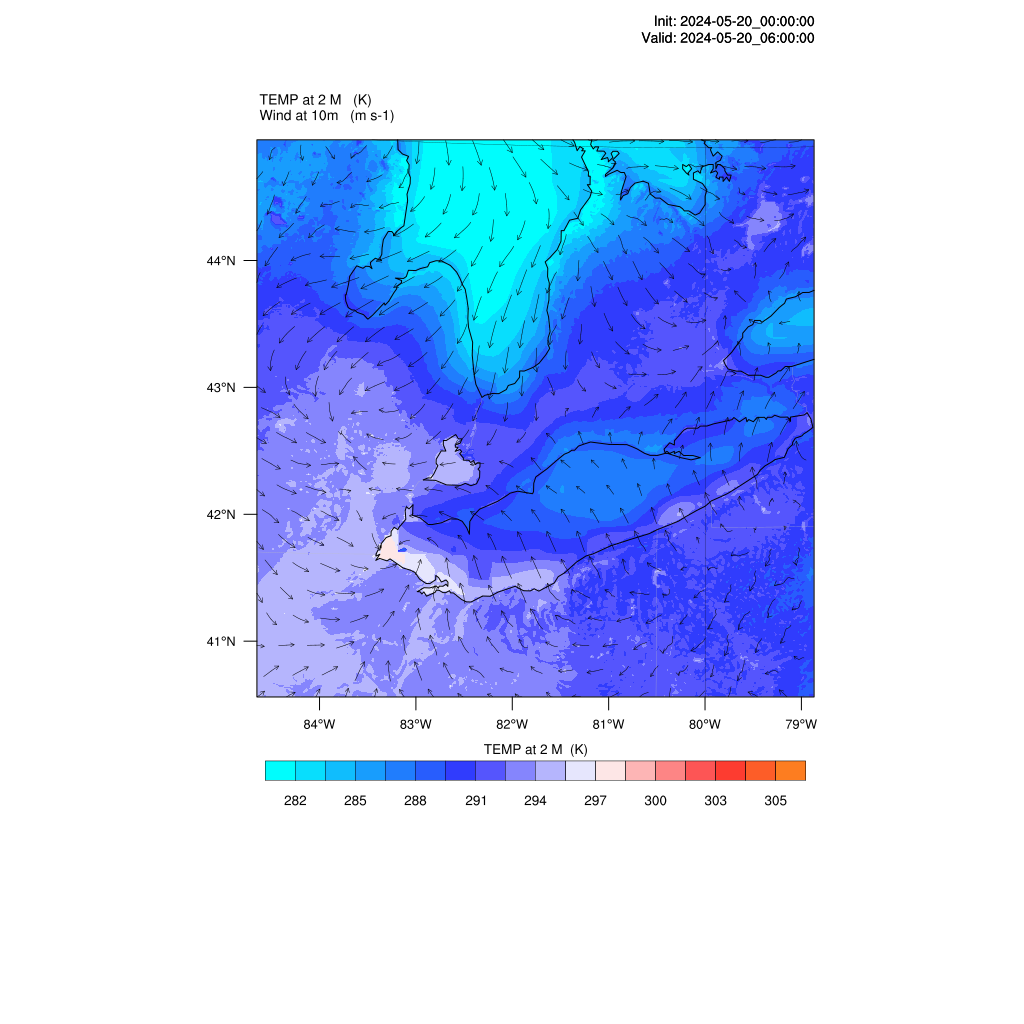 Init: 2024-05-20_00:00:00
Valid: 2024-05-20_06:00:00
TEMP at 2 M (K)
Wind at 10m (m s-1)
44°N
43°N
42°N
41°N
84°W 83°W 82°W 81°W 80°W 79°W
TEMP at 2 M (K)
282 285 288 291 294 297 300 303 305